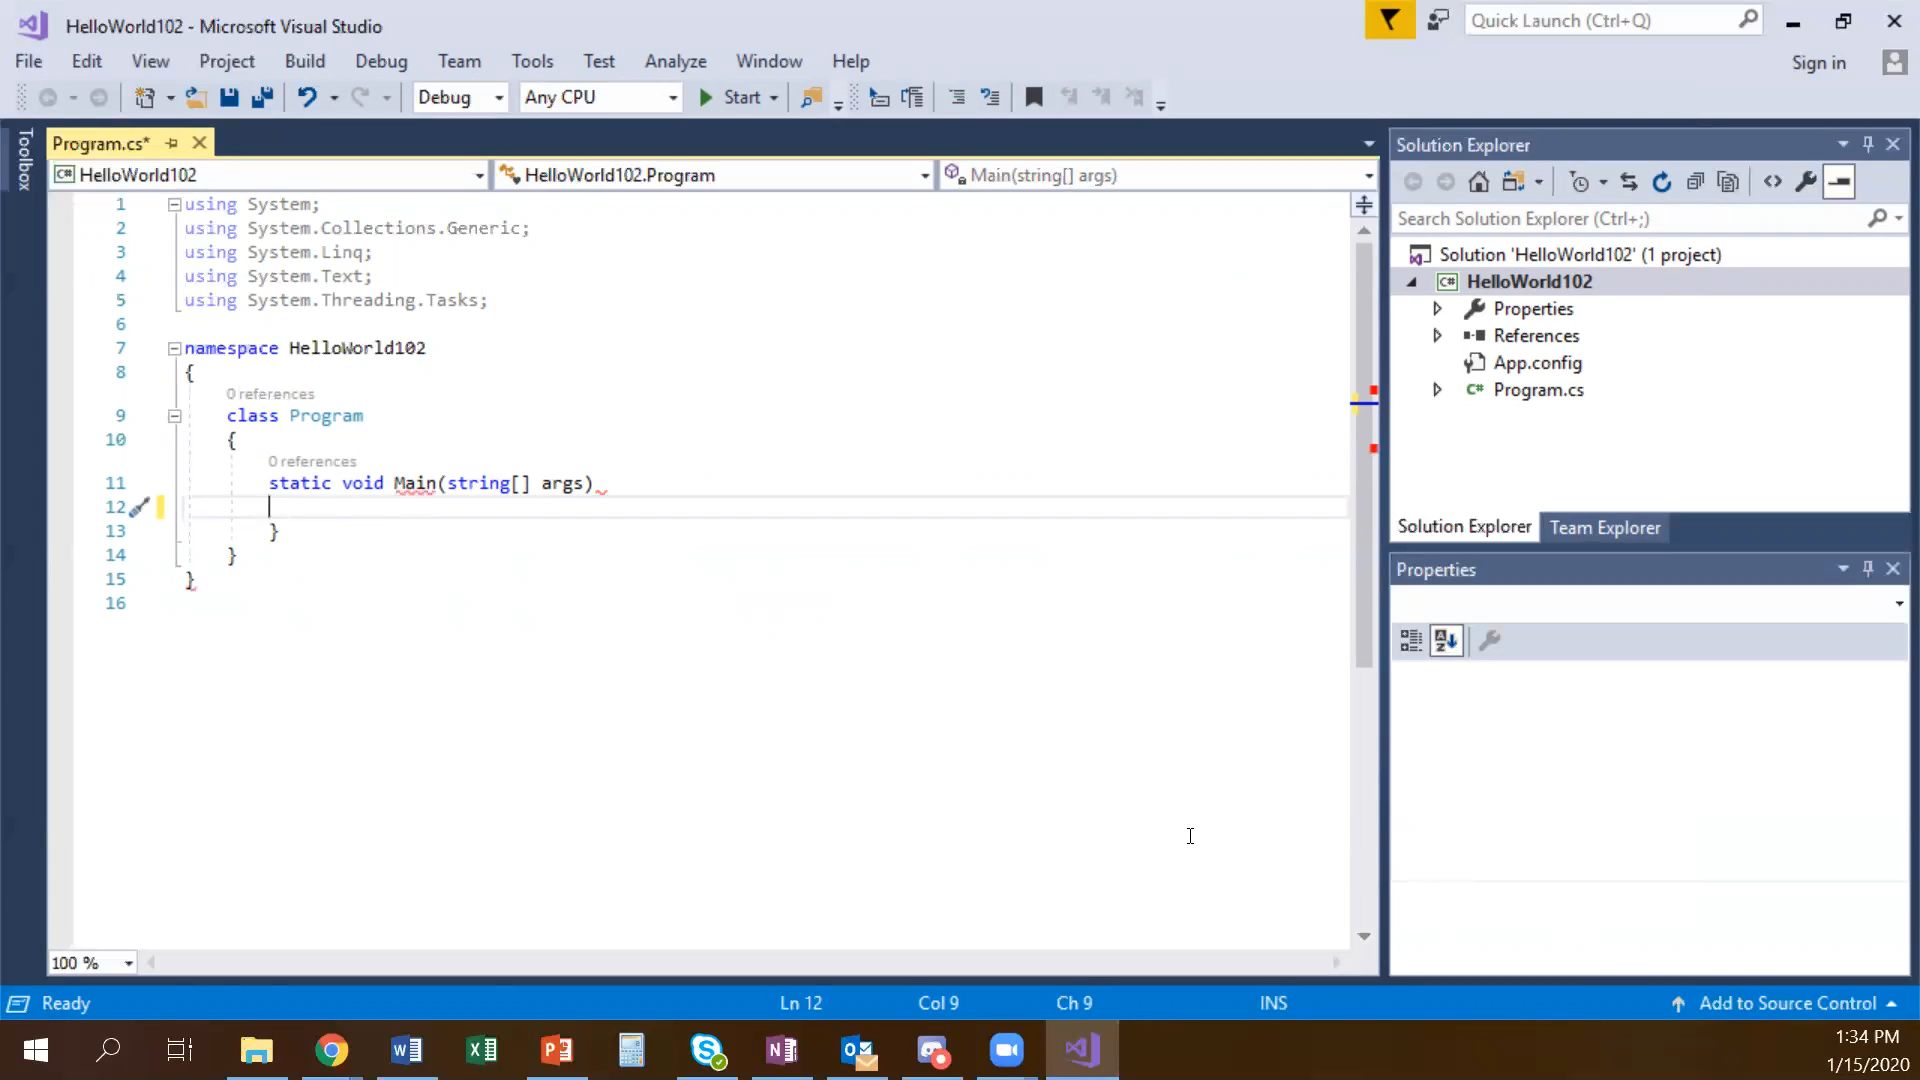 HelloWorld102 - Microsoft Visual Studio
Quick Launch (Ctrl+Q)
File Edit View Project Build Debug Team Tools Test Analyze Window Help
Sign in
Debug Any CPU Start
Toolbox
Program.cs*
HelloWorld102 HelloWorld102.Program Main(string[] args)
1 using System;
2 using System.Collections.Generic;
3 using System.Linq;
4 using System.Text;
5 using System.Threading.Tasks;
6
7 namespace HelloWorld102
8 {
0 references
9 class Program
10 {
0 references
11 static void Main(string[] args)
12
13 }
14 }
15 }
16
100 %
Solution Explorer
Search Solution Explorer (Ctrl+;)
Solution 'HelloWorld102' (1 project)
C# HelloWorld102
Properties
References
App.config
C# Program.cs
Solution Explorer Team Explorer
Properties
Ready Ln 12 Col 9 Ch 9 INS Add to Source Control
1:34 PM
1/15/2020